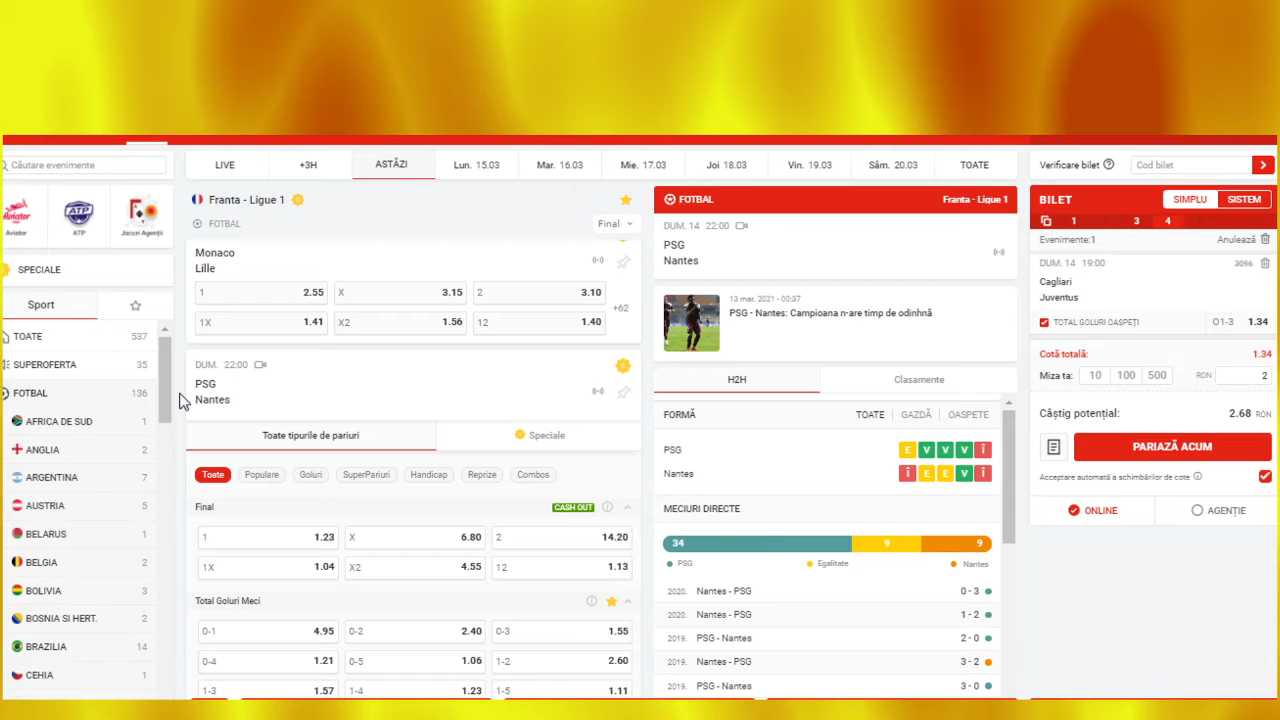 Căutare evenimente
LIVE
+3H
ASTĂZI
Lun. 15.03
Mar. 16.03
Mie. 17.03
Joi 18.03
Vin. 19.03
Sâm. 20.03
TOATE
Verificare bilet
Cod bilet
Aviator
Aviator
ATP
ATP
Jocuri Agenții
SPECIALE
Sport
TOATE 537
SUPEROFERTA 35
FOTBAL 136
AFRICA DE SUD 1
ANGLIA 2
ARGENTINA 7
AUSTRIA 5
BELARUS 1
BELGIA 2
BOLIVIA 3
BOSNIA SI HERT. 2
BRAZILIA 14
CEHIA 1
Franta - Ligue 1
FOTBAL
Final
Monaco
Lille
1 2.55 X 3.15 2 3.10
+62
1X 1.41 X2 1.56 12 1.40
DUM. 22:00
PSG
Nantes
Toate tipurile de pariuri
Speciale
Toate Populare Goluri SuperPariuri Handicap Reprize Combos
Final CASH OUT
1 1.23 X 6.80 2 14.20
1X 1.04 X2 4.55 12 1.13
Total Goluri Meci
0-1 4.95 0-2 2.40 0-3 1.55
0-4 1.21 0-5 1.06 1-2 2.60
1-3 1.57 1-4 1.23 1-5 1.11
FOTBAL Franta - Ligue 1
DUM. 14 22:00
PSG
Nantes
13 mar. 2021 - 00:37
PSG - Nantes: Campioana n-are timp de odinhnă
H2H Clasamente
FORMĂ TOATE GAZDĂ OASPETE
PSG E V V V Î
Nantes Î E E V Î
MECIURI DIRECTE
34 9 9
PSG Egalitate Nantes
2020. Nantes - PSG 0 - 3
2020. Nantes - PSG 1 - 2
2019. PSG - Nantes 2 - 0
2019. Nantes - PSG 3 - 2
2019. PSG - Nantes 3 - 0
BILET SIMPLU SISTEM
1 3 4
Evenimente:1 Anulează
DUM. 14 19:00 3096
Cagliari
Juventus
TOTAL GOLURI OASPEȚI O1-3 1.34
Cotă totală: 1.34
Miza ta: 10 100 500 RON 2
Câștig potențial: 2.68 RON
PARIAZĂ ACUM
Acceptare automată a schimbărilor de cote
ONLINE AGENȚIE